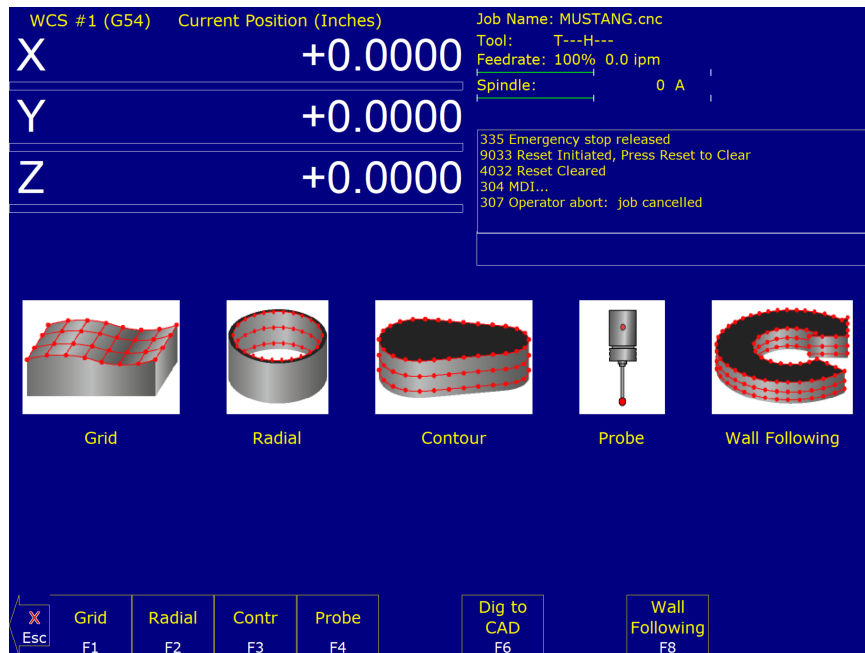 WCS #1 (G54) Current Position (Inches)
X +0.0000
Y +0.0000
Z +0.0000
Job Name: MUSTANG.cnc
Tool: T---H---
Feedrate: 100% 0.0 ipm
Spindle: 0 A
335 Emergency stop released
9033 Reset Initiated, Press Reset to Clear
4032 Reset Cleared
304 MDI...
307 Operator abort: job cancelled
Grid
Radial
Contour
Probe
Wall Following
X
Esc
Grid
F1
Radial
F2
Contr
F3
Probe
F4
Dig to
CAD
F6
Wall
Following
F8